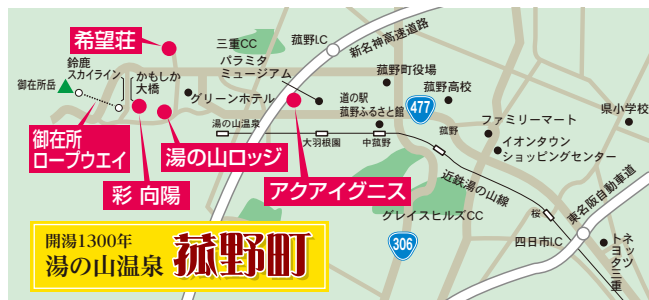 希望荘
三重CC
菰野I.C
新名神高速道路
パラミタ
ミュージアム
鈴鹿
スカイライン
かもしか
大橋
御在所岳
グリーンホテル
菰野町役場
菰野高校
道の駅
菰野ふるさと館
477
ファミリーマート
県小学校
御在所
ロープウエイ
湯の山温泉
大羽根園
中菰野
菰野
イオンタウン
ショッピングセンター
湯の山ロッジ
彩 向陽
アクアイグニス
近鉄湯の山線
東名阪自動車道
グレイスヒルズCC
桜
306
四日市I.C
ネッツ
トヨタ三重
開湯1300年
湯の山温泉
菰野町